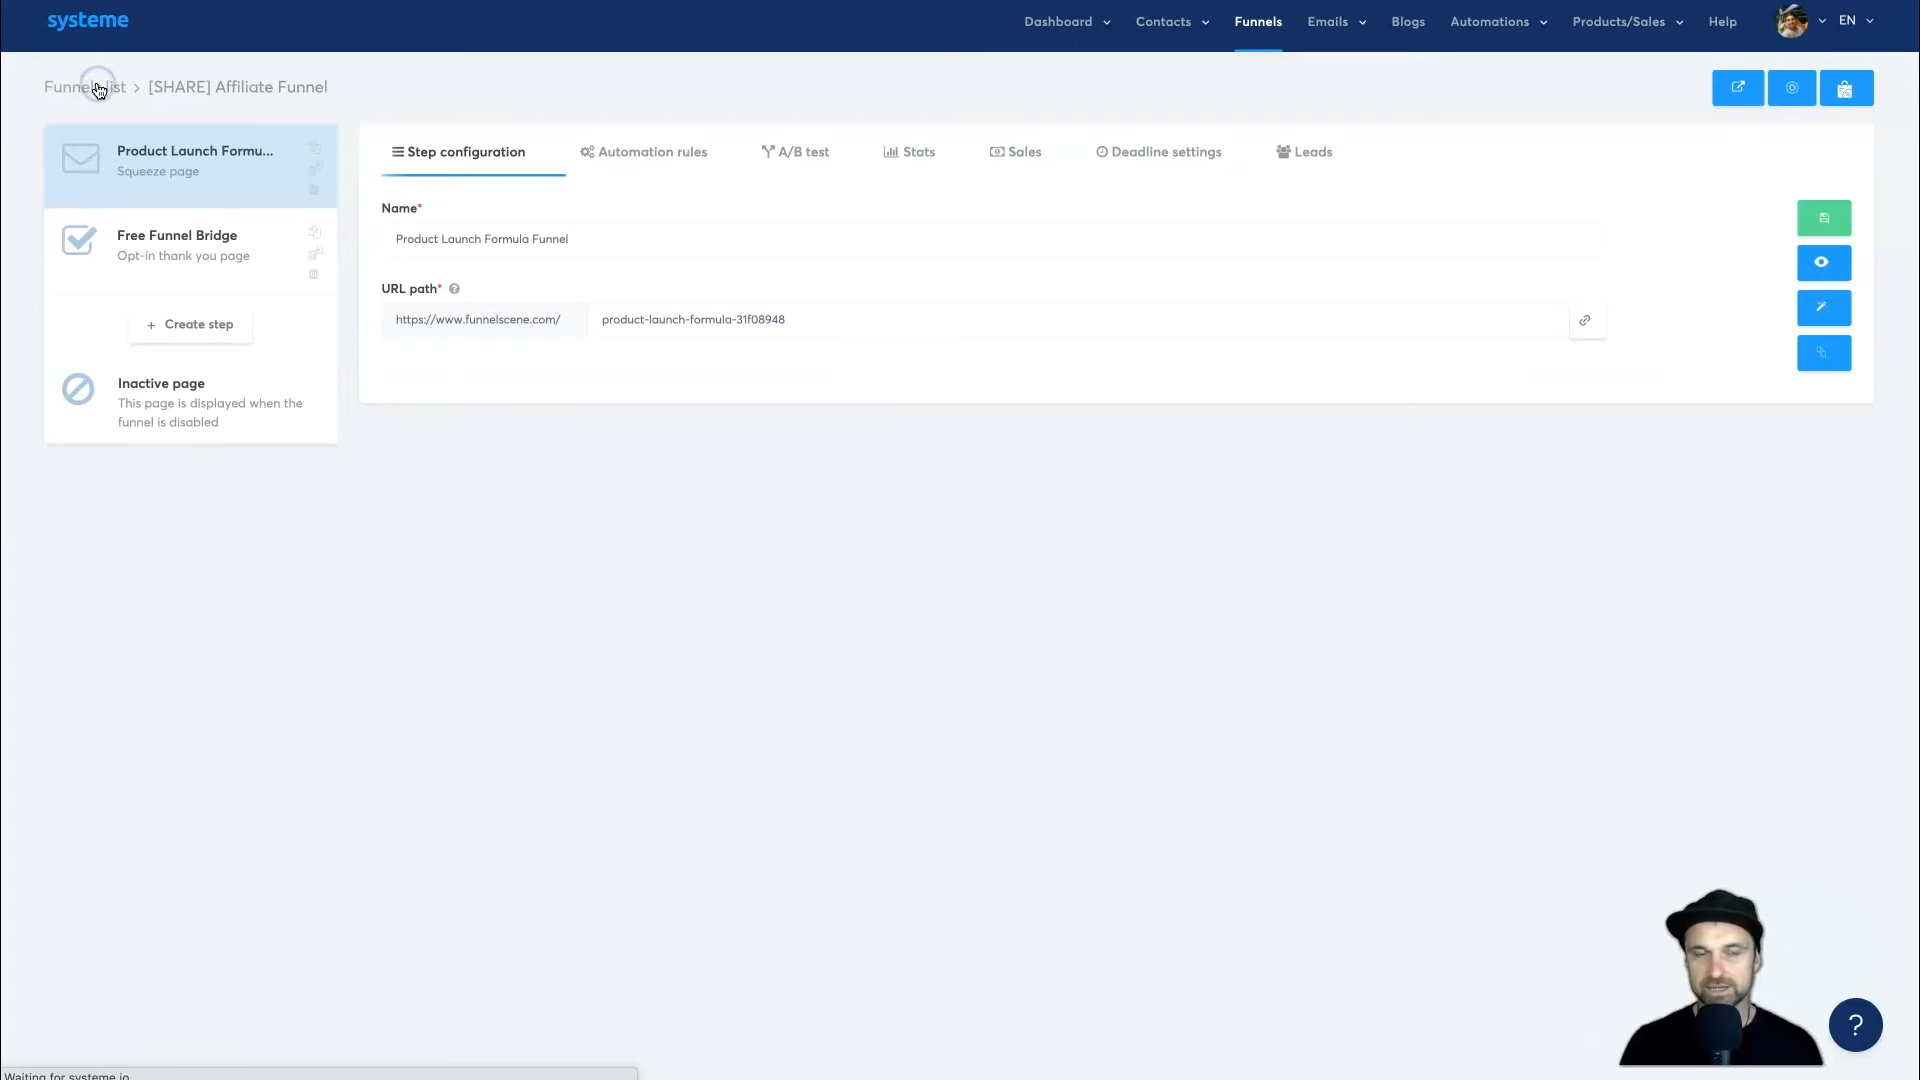 systeme
Dashboard Contacts Funnels Emails Blogs Automations Products/Sales Help EN
Funnel list > [SHARE] Affiliate Funnel
Product Launch Formu...
Squeeze page
Free Funnel Bridge
Opt-in thank you page
+ Create step
Inactive page
This page is displayed when the
funnel is disabled
Step configuration Automation rules A/B test Stats Sales Deadline settings Leads
Name*
Product Launch Formula Funnel
URL path* ?
https://www.funnelscene.com/ product-launch-formula-31f08948
?
Waiting for systeme.io